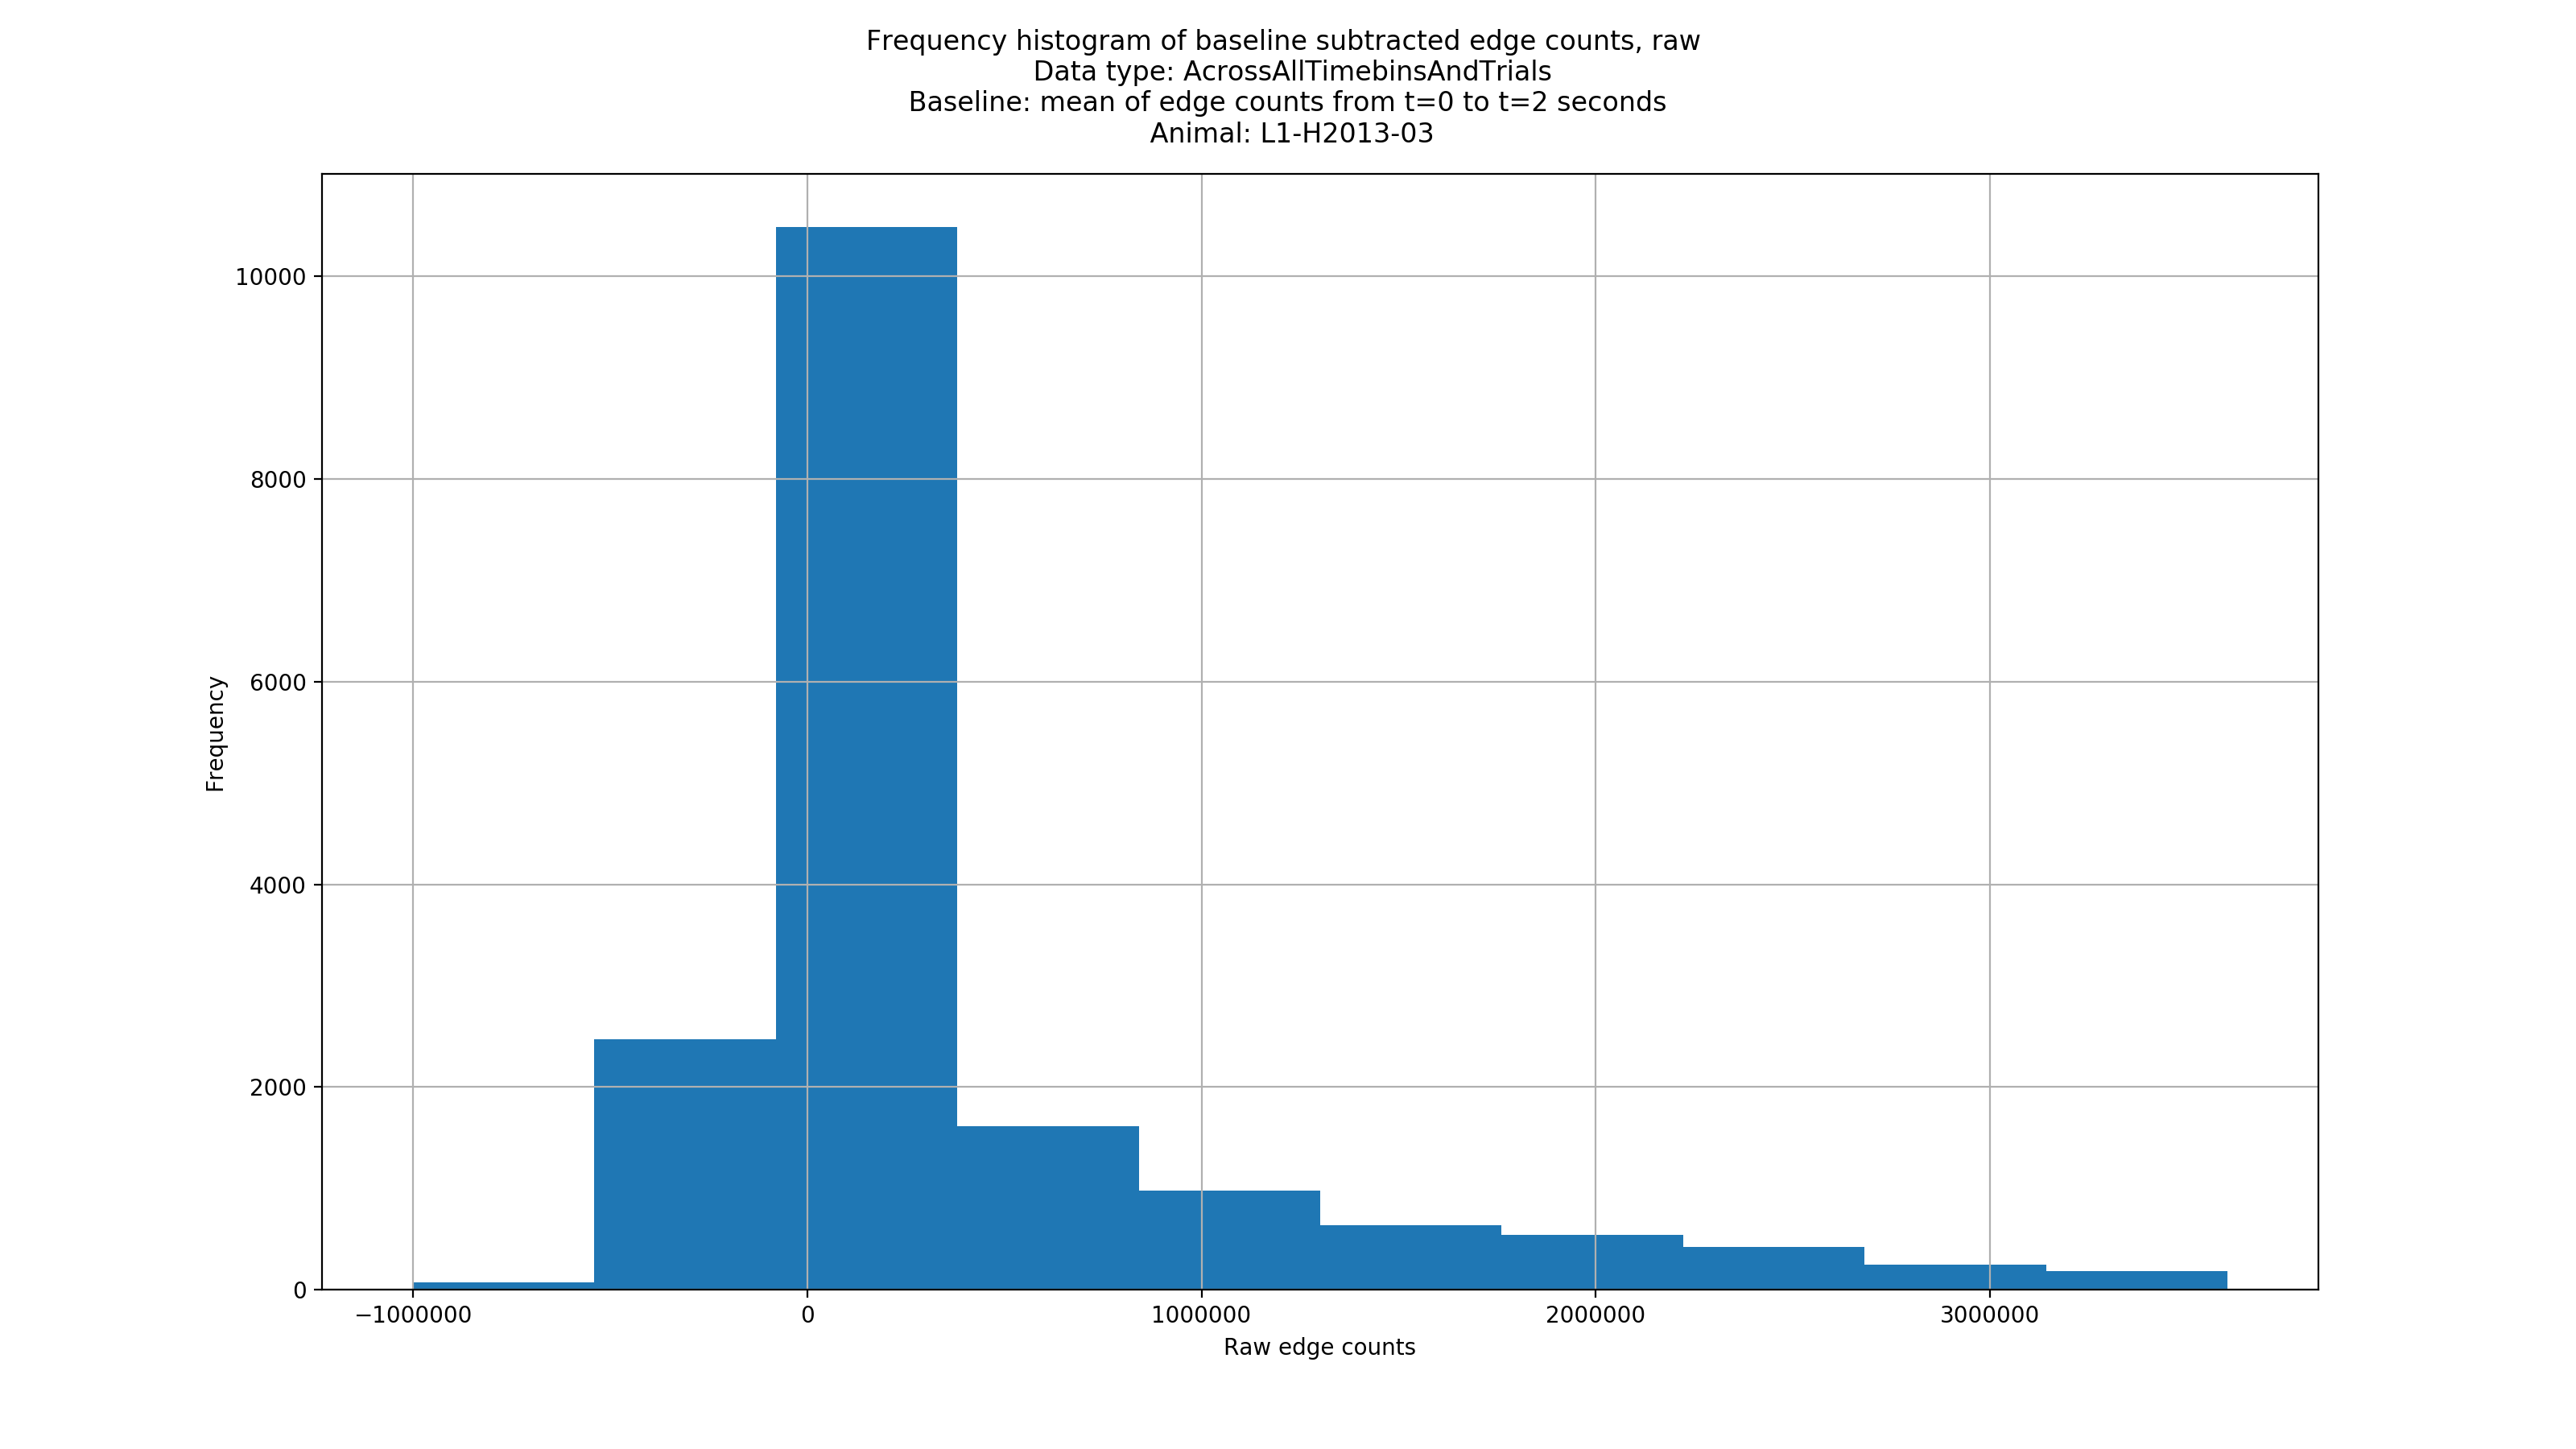 Frequency histogram of baseline subtracted edge counts, raw
Data type: AcrossAllTimebinsAndTrials
Baseline: mean of edge counts from t=0 to t=2 seconds
Animal: L1-H2013-03
10000
8000
6000
4000
2000
0
Frequency
−1000000
0
1000000
2000000
3000000
Raw edge counts